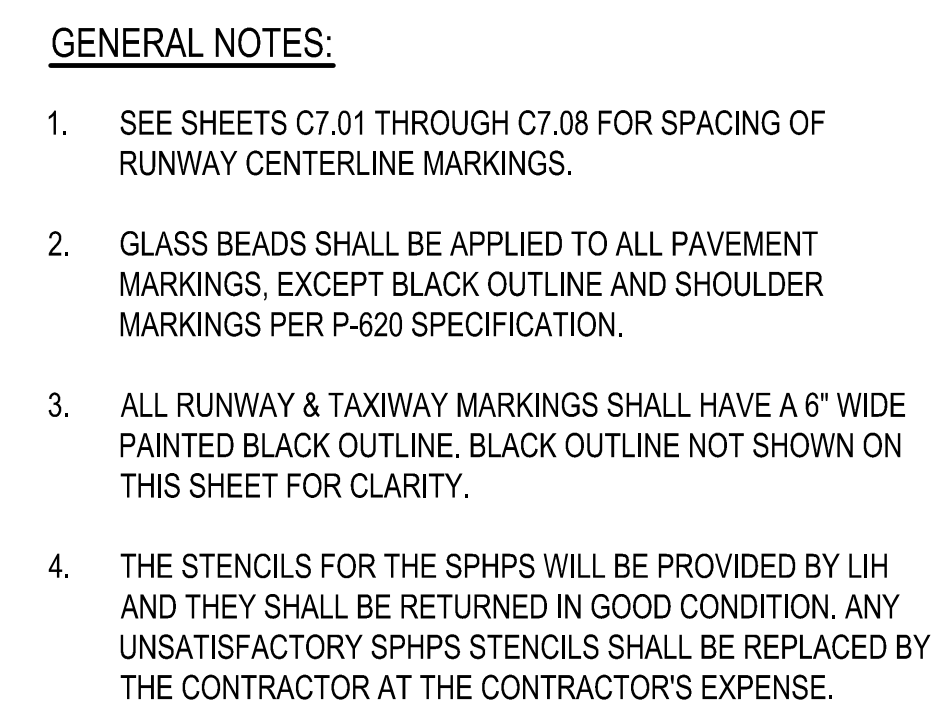 GENERAL NOTES:
1. SEE SHEETS C7.01 THROUGH C7.08 FOR SPACING OF
RUNWAY CENTERLINE MARKINGS.
2. GLASS BEADS SHALL BE APPLIED TO ALL PAVEMENT
MARKINGS, EXCEPT BLACK OUTLINE AND SHOULDER
MARKINGS PER P-620 SPECIFICATION.
3. ALL RUNWAY & TAXIWAY MARKINGS SHALL HAVE A 6" WIDE
PAINTED BLACK OUTLINE. BLACK OUTLINE NOT SHOWN ON
THIS SHEET FOR CLARITY.
4. THE STENCILS FOR THE SPHPS WILL BE PROVIDED BY LIH
AND THEY SHALL BE RETURNED IN GOOD CONDITION. ANY
UNSATISFACTORY SPHPS STENCILS SHALL BE REPLACED BY
THE CONTRACTOR AT THE CONTRACTOR'S EXPENSE.